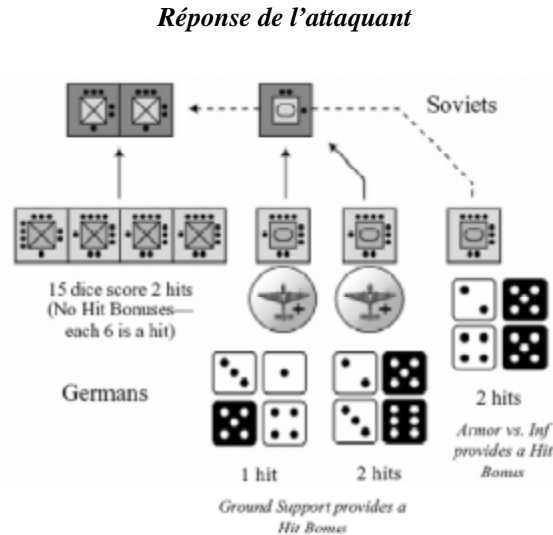 Réponse de l'attaquant
Soviets
15 dice score 2 hits
(No Hit Bonuses—
each 6 is a hit)
Germans
2 hits
Armor vs. Inf
provides a Hit
Bonus
1 hit
2 hits
Ground Support provides a
Hit Bonus